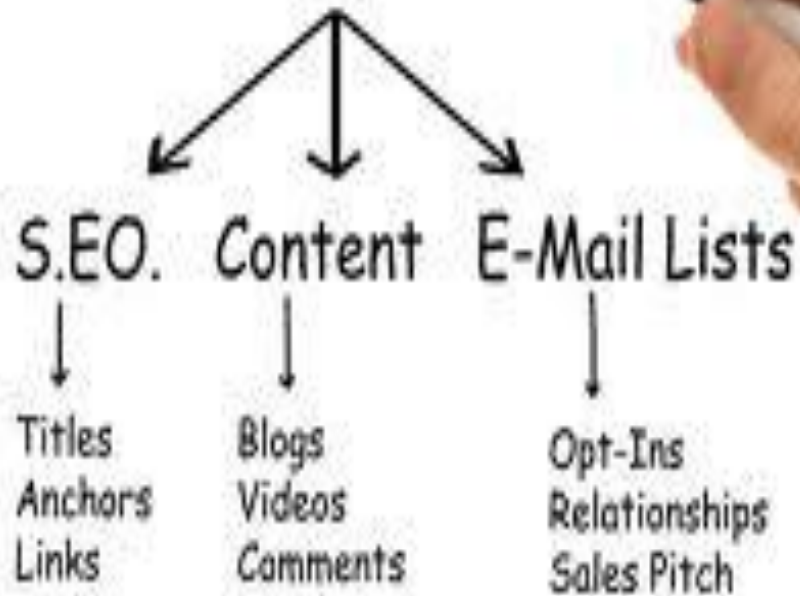 S.EO. Content E-Mail Lists
Titles
Anchors
Links
Blogs
Videos
Comments
Opt-Ins
Relationships
Sales Pitch